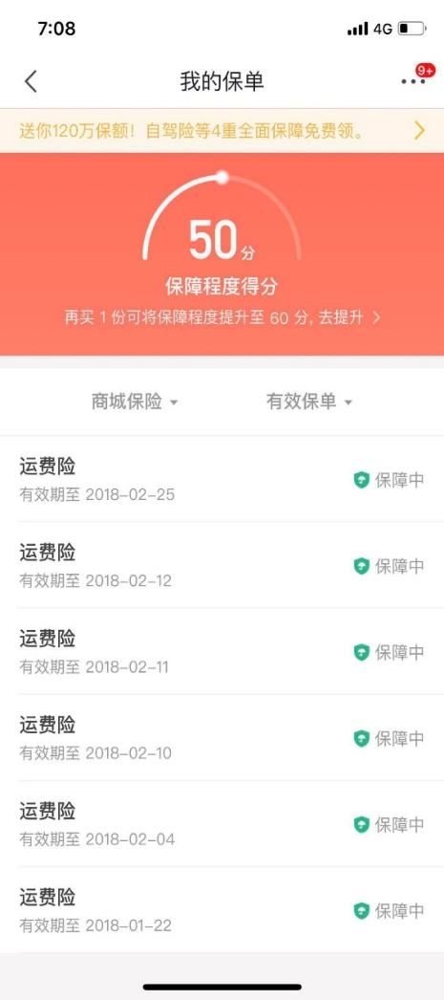 7:08
4G
我的保单
9+
送你120万保额！自驾险等4重全面保障免费领。
50分
保障程度得分
再买 1 份可将保障程度提升至 60 分, 去提升
商城保险 有效保单
运费险
有效期至 2018-02-25
保障中
运费险
有效期至 2018-02-12
保障中
运费险
有效期至 2018-02-11
保障中
运费险
有效期至 2018-02-10
保障中
运费险
有效期至 2018-02-04
保障中
运费险
有效期至 2018-01-22
保障中